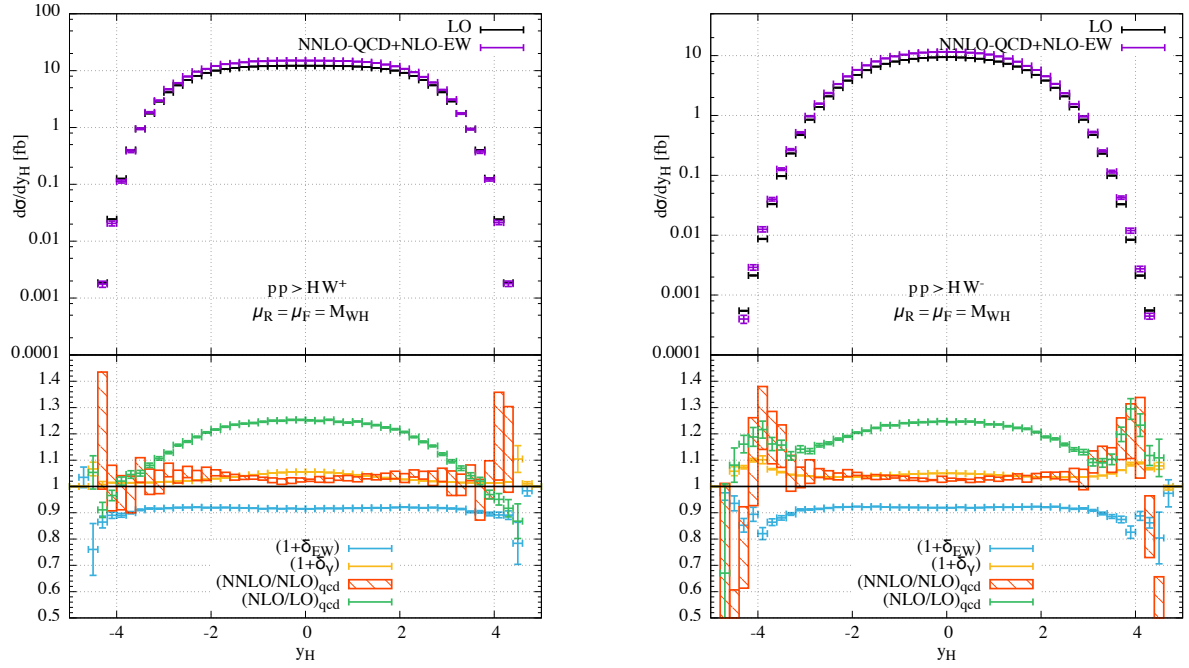 100
10
1
0.1
0.01
0.001
0.0001
dσ/dy_H [fb]
LO
NNLO-QCD+NLO-EW
pp > HW⁺
μ_R = μ_F = M_WH
1.4
1.3
1.2
1.1
1
0.9
0.8
0.7
0.6
0.5
(1+δ_EW)
(1+δ_γ)
(NNLO/NLO)_qcd
(NLO/LO)_qcd
-4 -2 0 2 4
y_H
10
1
0.1
0.01
0.001
0.0001
dσ/dy_H [fb]
LO
NNLO-QCD+NLO-EW
pp > HW⁻
μ_R = μ_F = M_WH
1.4
1.3
1.2
1.1
1
0.9
0.8
0.7
0.6
0.5
(1+δ_EW)
(1+δ_γ)
(NNLO/NLO)_qcd
(NLO/LO)_qcd
-4 -2 0 2 4
y_H